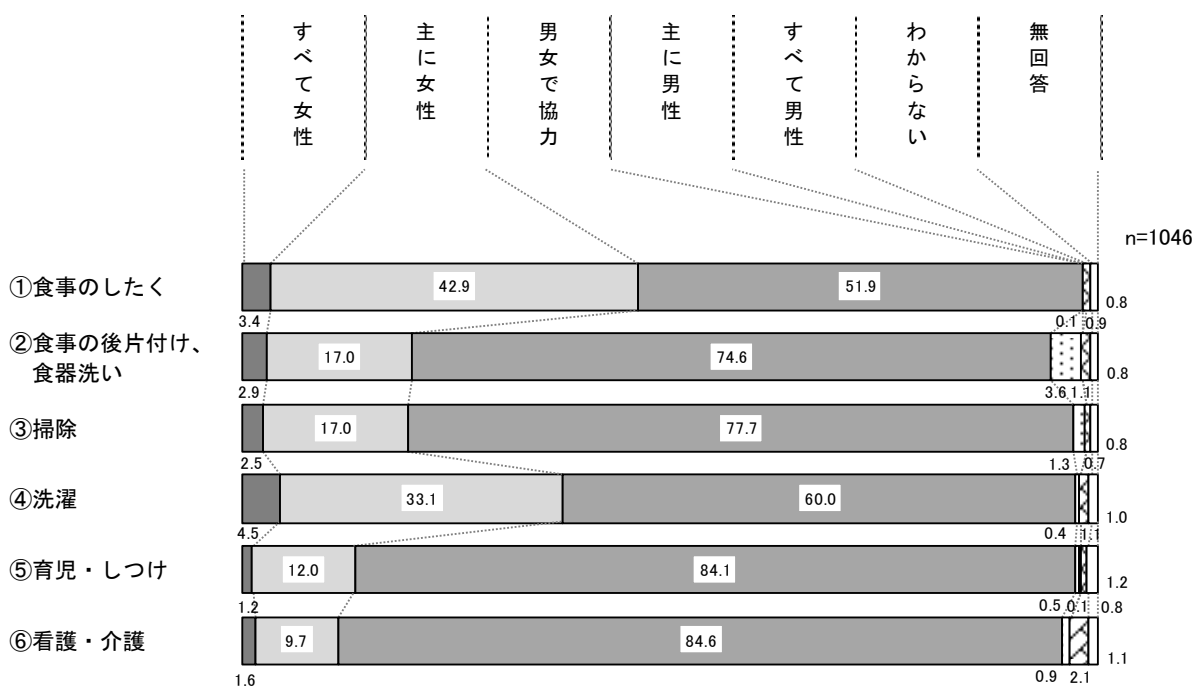 すべて女性
主に女性
男女で協力
主に男性
すべて男性
わからない
無回答
n=1046
①食事のしたく
42.9
51.9
0.8
3.4
0.1
0.9
②食事の後片付け、
食器洗い
17.0
74.6
0.8
2.9
3.6
1.1
③掃除
17.0
77.7
0.8
2.5
1.3
0.7
④洗濯
33.1
60.0
1.0
4.5
0.4
1.1
⑤育児・しつけ
12.0
84.1
1.2
1.2
0.5
0.1
0.8
⑥看護・介護
9.7
84.6
1.1
1.6
0.9
2.1